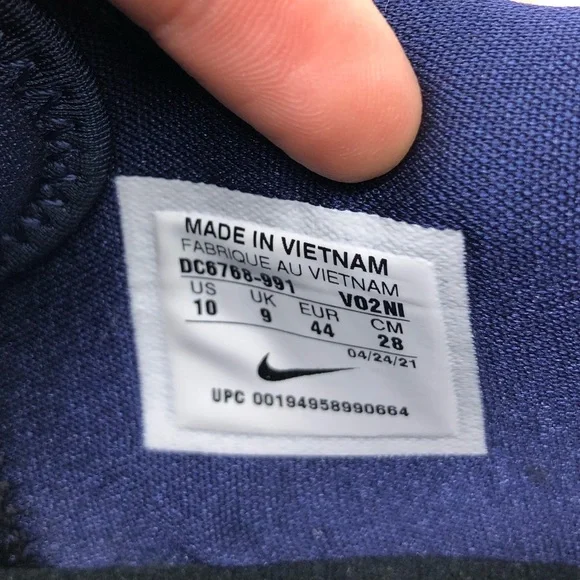 MADE IN VIETNAM
FABRIQUE AU VIETNAM
DC6768-991 VO2NI
US UK EUR CM
10 9 44 28
04/24/21
UPC 00194958990664